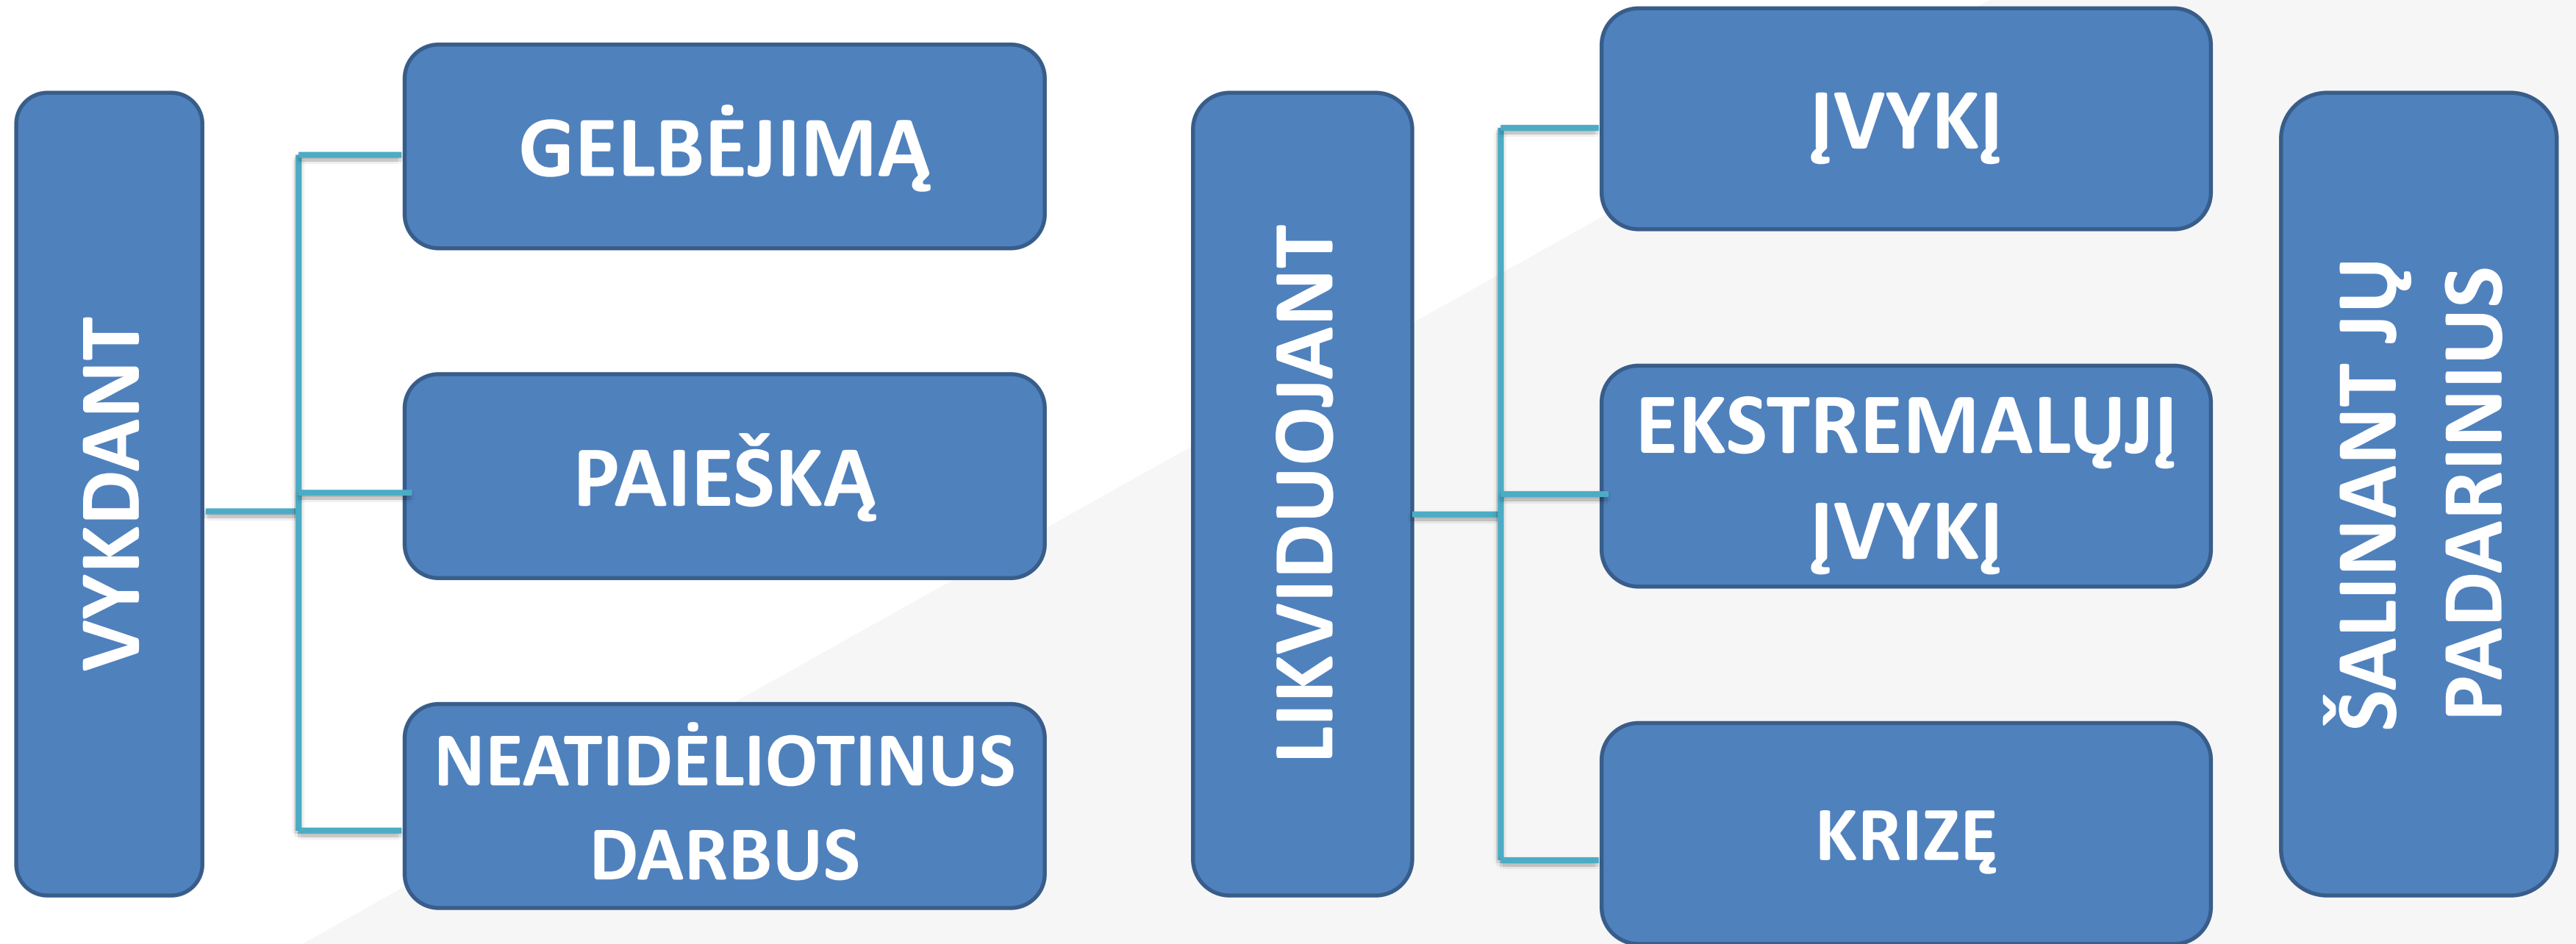 VYKDANT
GELBĖJIMĄ
PAIEŠKĄ
NEATIDĖLIOTINUS
DARBUS
LIKVIDUOJANT
ĮVYKĮ
EKSTREMALŲJĮ
ĮVYKĮ
KRIZĘ
ŠALINANT JŲ
PADARINIUS